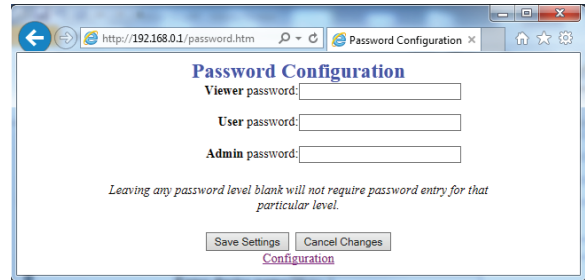 http://192.168.0.1/password.htm
Password Configuration
Password Configuration
Viewer password:
User password:
Admin password:
Leaving any password level blank will not require password entry for that
particular level.
Save Settings Cancel Changes
Configuration